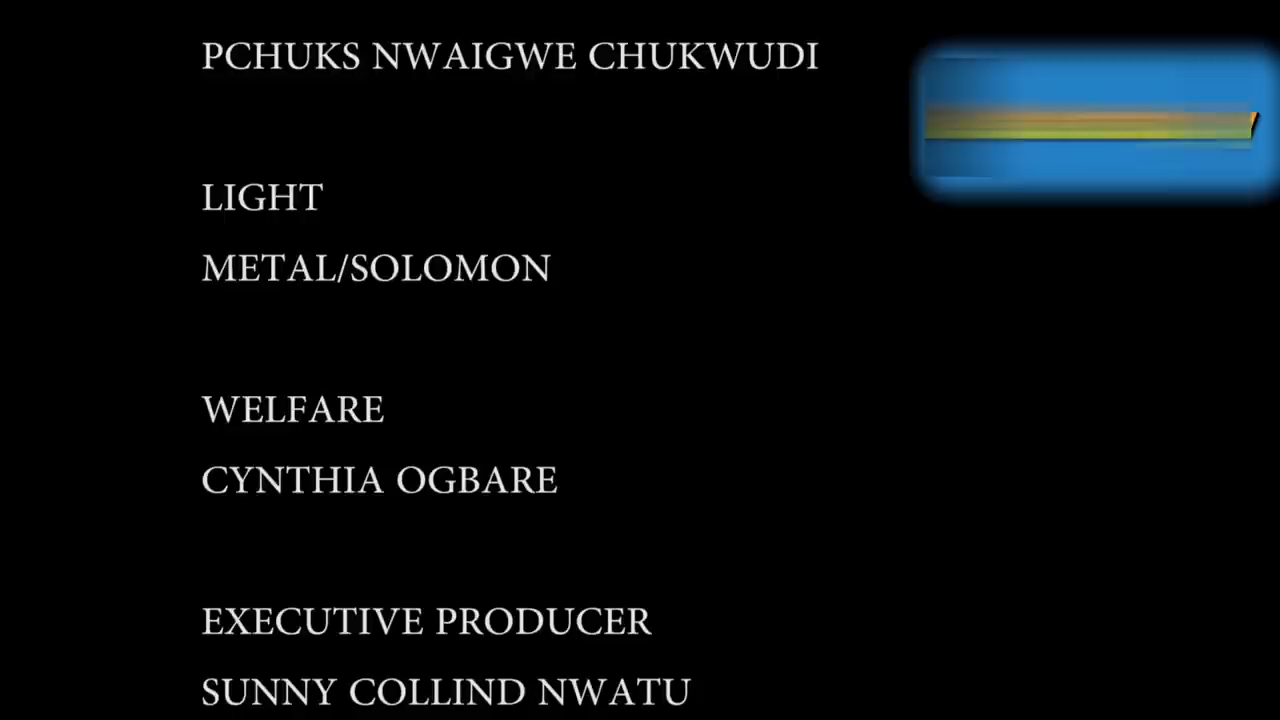 PCHUKS NWAIGWE CHUKWUDI
LIGHT
METAL/SOLOMON
WELFARE
CYNTHIA OGBARE
EXECUTIVE PRODUCER
SUNNY COLLIND NWATU